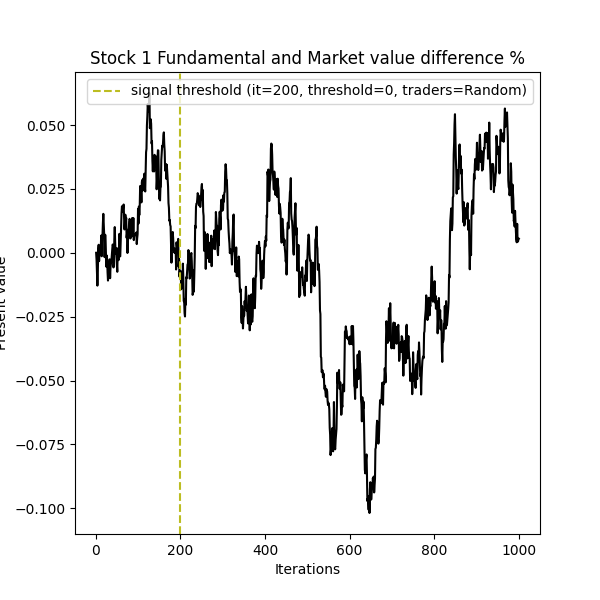 Stock 1 Fundamental and Market value difference %
signal threshold (it=200, threshold=0, traders=Random)
0.050
0.025
0.000
−0.025
−0.050
−0.075
−0.100
Present value
0 200 400 600 800 1000
Iterations